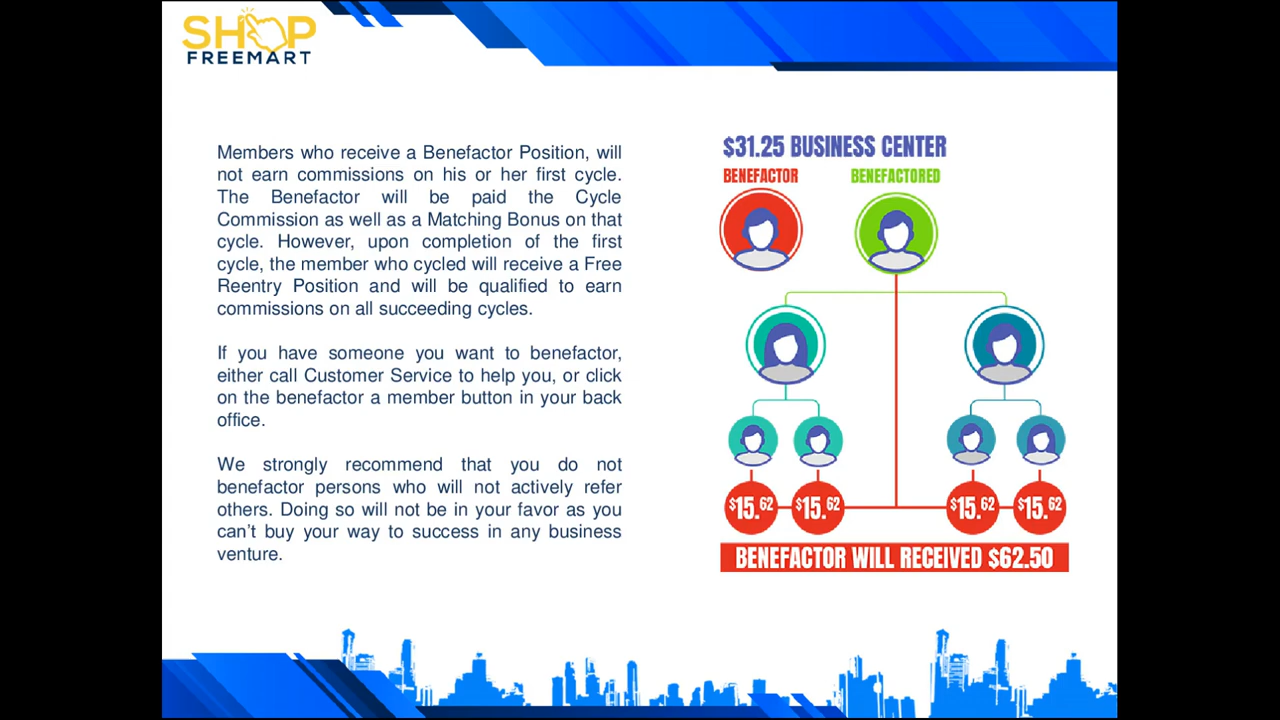 SHOP
FREEMART
Members who receive a Benefactor Position, will
not earn commissions on his or her first cycle.
The Benefactor will be paid the Cycle
Commission as well as a Matching Bonus on that
cycle. However, upon completion of the first
cycle, the member who cycled will receive a Free
Reentry Position and will be qualified to earn
commissions on all succeeding cycles.
If you have someone you want to benefactor,
either call Customer Service to help you, or click
on the benefactor a member button in your back
office.
We strongly recommend that you do not
benefactor persons who will not actively refer
others. Doing so will not be in your favor as you
can’t buy your way to success in any business
venture.
$31.25 BUSINESS CENTER
BENEFACTOR BENEFACTORED
$15.62 $15.62 $15.62 $15.62
BENEFACTOR WILL RECEIVED $62.50